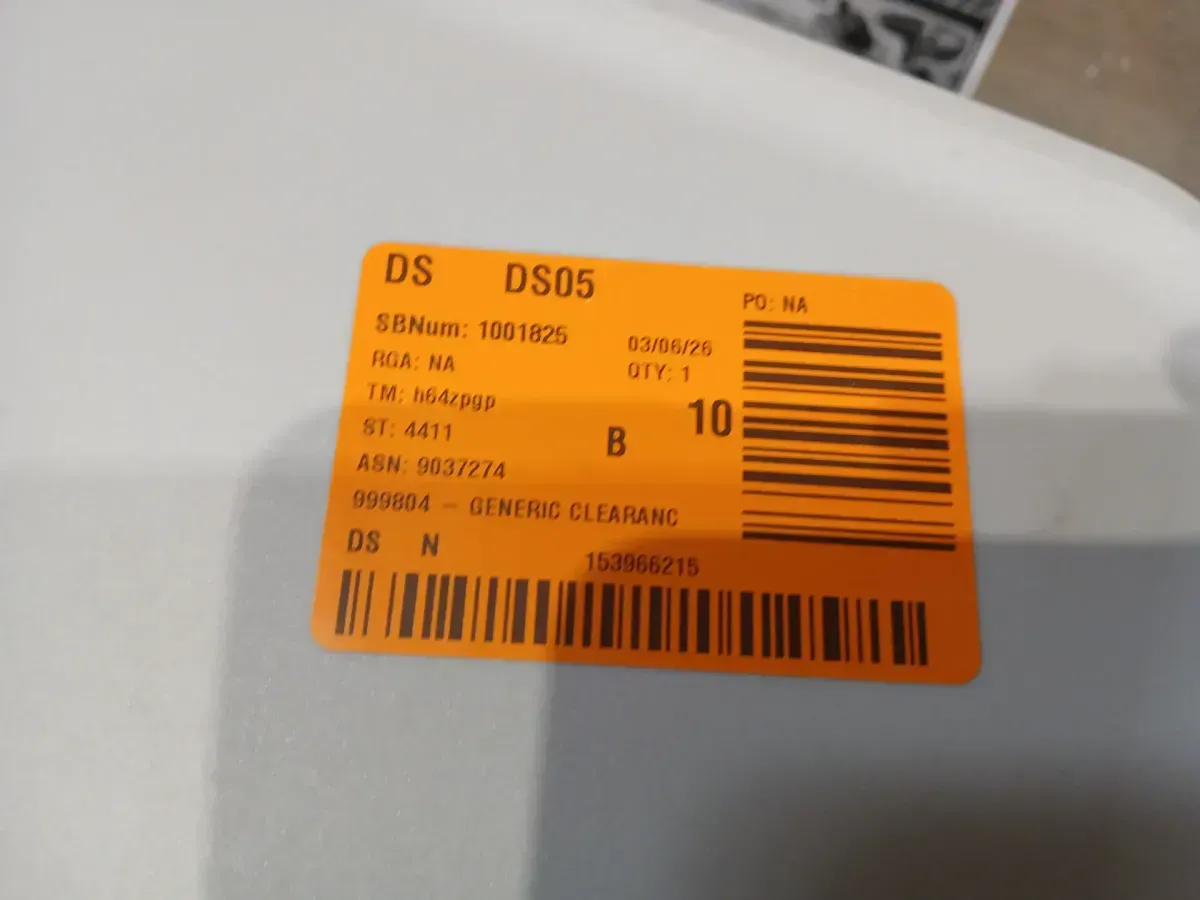 DS DS05
PO: NA
SBNum: 1001825 03/06/26
RGA: NA QTY: 1
TM: h64zpgp
10
ST: 4411 B
ASN: 9037274
999804 - GENERIC CLEARANC
DS N 153966215